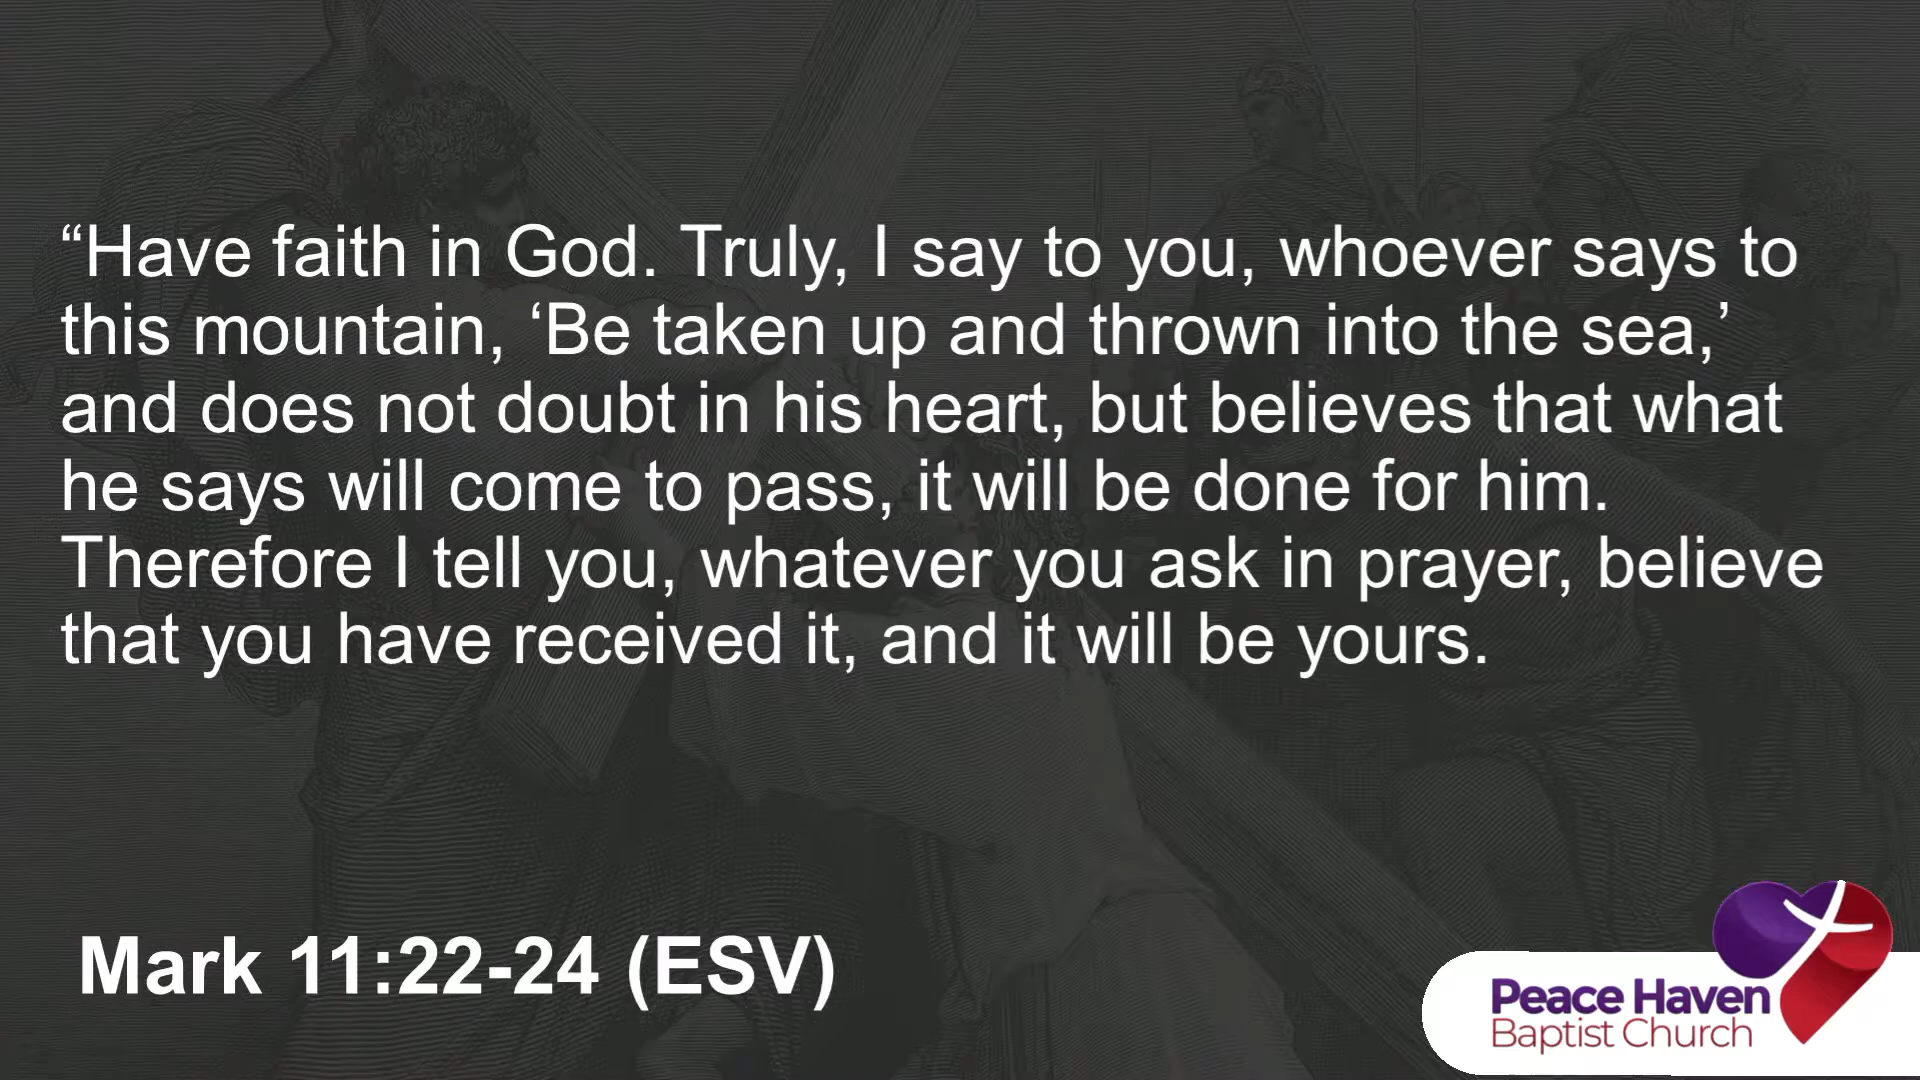 “Have faith in God. Truly, I say to you, whoever says to
this mountain, ‘Be taken up and thrown into the sea,’
and does not doubt in his heart, but believes that what
he says will come to pass, it will be done for him.
Therefore I tell you, whatever you ask in prayer, believe
that you have received it, and it will be yours.
Mark 11:22-24 (ESV)
Peace Haven
Baptist Church